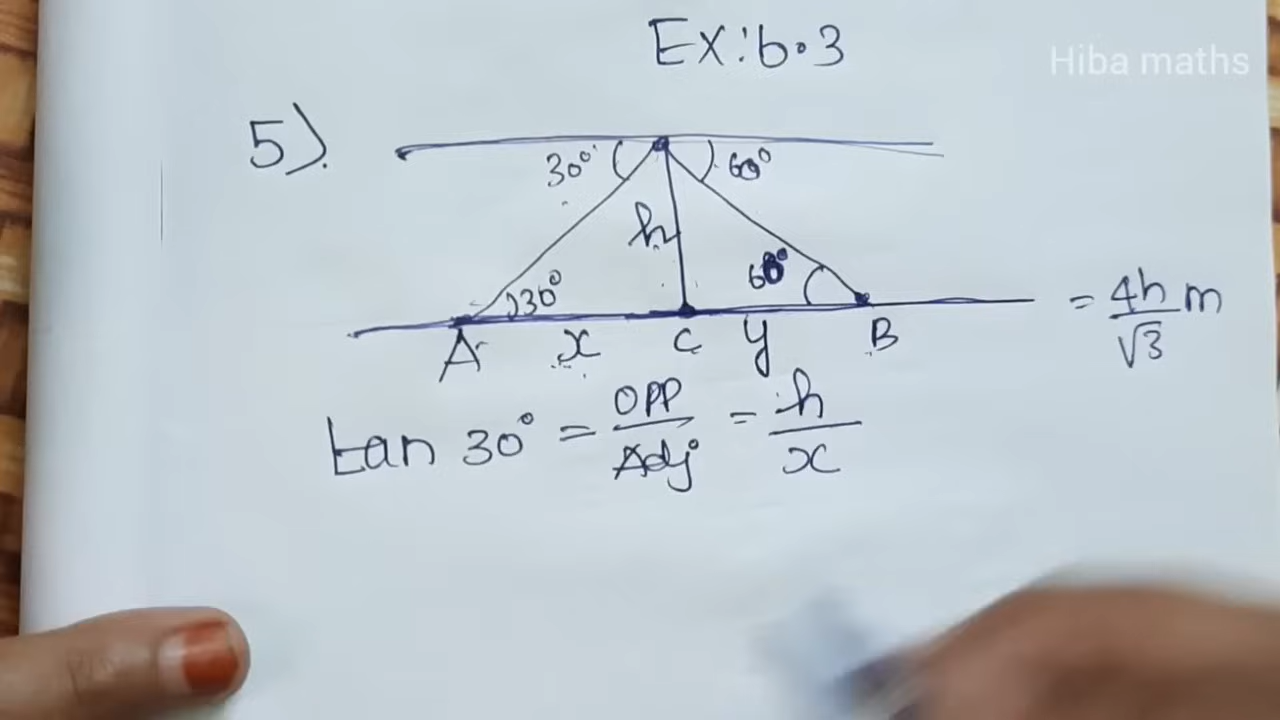 Ex:6.3
Hiba maths
5).
30° 60°
h
30° 60°
= 4h/√3 m
A x C y B
tan 30° = opp/Adj = h/x